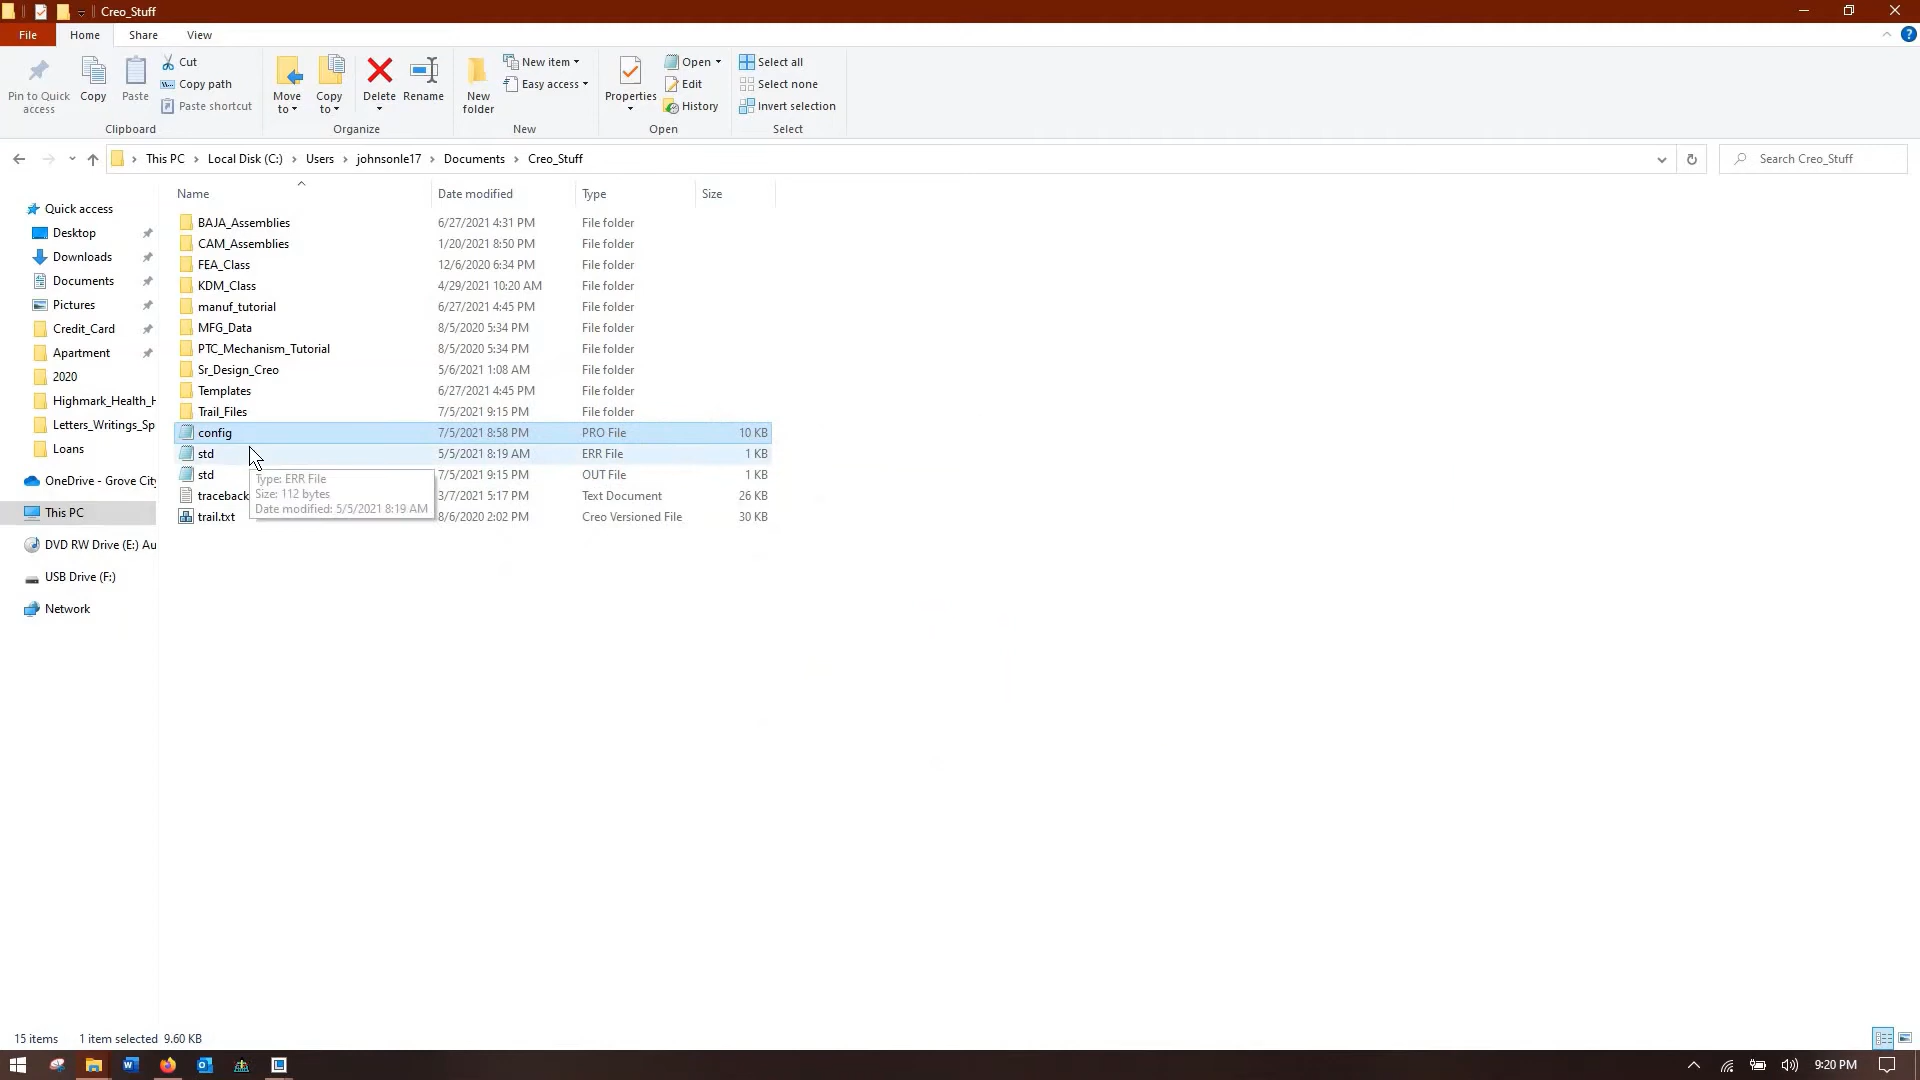 Creo_Stuff
File Home Share View
Pin to Quick access
Copy
Paste
Cut
Copy path
Paste shortcut
Clipboard
Move to
Copy to
Delete
Rename
Organize
New folder
New item
Easy access
New
Properties
Open
Edit
History
Open
Select all
Select none
Invert selection
Select
This PC > Local Disk (C:) > Users > johnsonle17 > Documents > Creo_Stuff
Search Creo_Stuff
Quick access
Desktop
Downloads
Documents
Pictures
Credit_Card
Apartment
2020
Highmark_Health_H
Letters_Writings_Sp
Loans
OneDrive - Grove City
This PC
DVD RW Drive (E:) Au
USB Drive (F:)
Network
Name Date modified Type Size
BAJA_Assemblies 6/27/2021 4:31 PM File folder
CAM_Assemblies 1/20/2021 8:50 PM File folder
FEA_Class 12/6/2020 6:34 PM File folder
KDM_Class 4/29/2021 10:20 AM File folder
manuf_tutorial 6/27/2021 4:45 PM File folder
MFG_Data 8/5/2020 5:34 PM File folder
PTC_Mechanism_Tutorial 8/5/2020 5:34 PM File folder
Sr_Design_Creo 5/6/2021 1:08 AM File folder
Templates 6/27/2021 4:45 PM File folder
Trail_Files 7/5/2021 9:15 PM File folder
config 7/5/2021 8:58 PM PRO File 10 KB
std 5/5/2021 8:19 AM ERR File 1 KB
std 7/5/2021 9:15 PM OUT File 1 KB
traceback 3/7/2021 5:17 PM Text Document 26 KB
trail.txt 8/6/2020 2:02 PM Creo Versioned File 30 KB
Type: ERR File
Size: 112 bytes
Date modified: 5/5/2021 8:19 AM
15 items 1 item selected 9.60 KB
9:20 PM